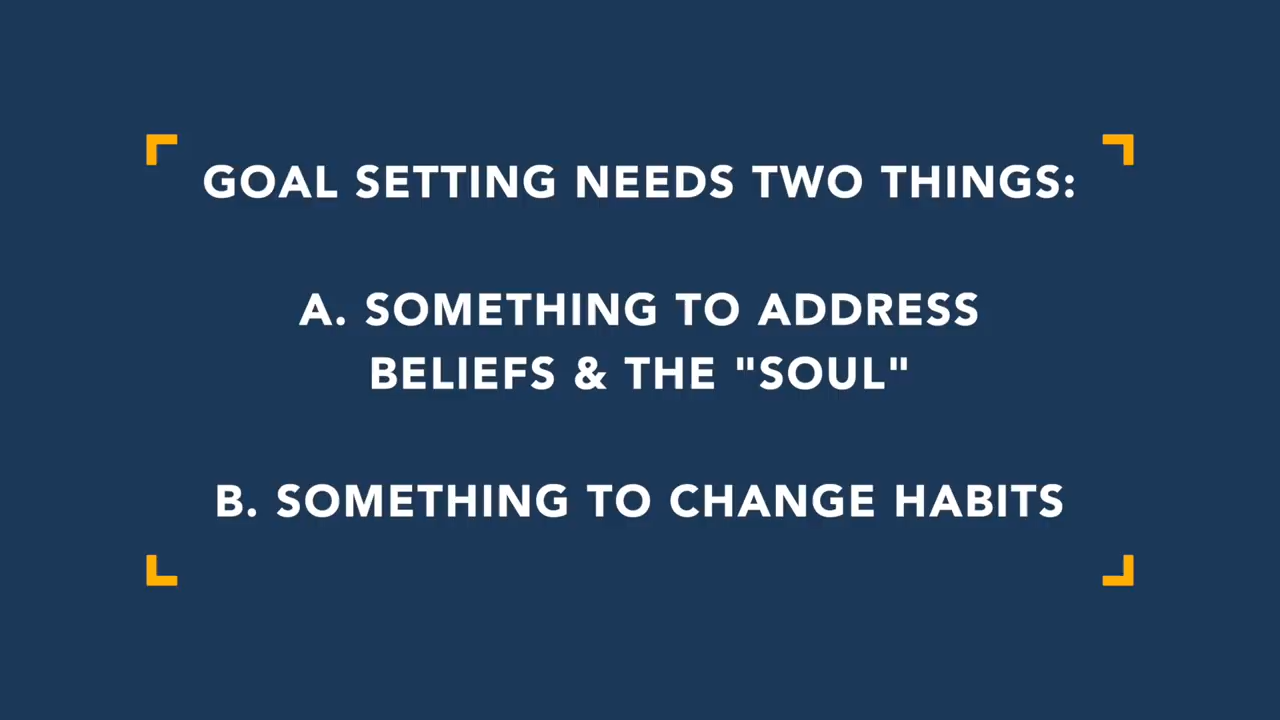 GOAL SETTING NEEDS TWO THINGS:
A. SOMETHING TO ADDRESS
BELIEFS & THE "SOUL"
B. SOMETHING TO CHANGE HABITS